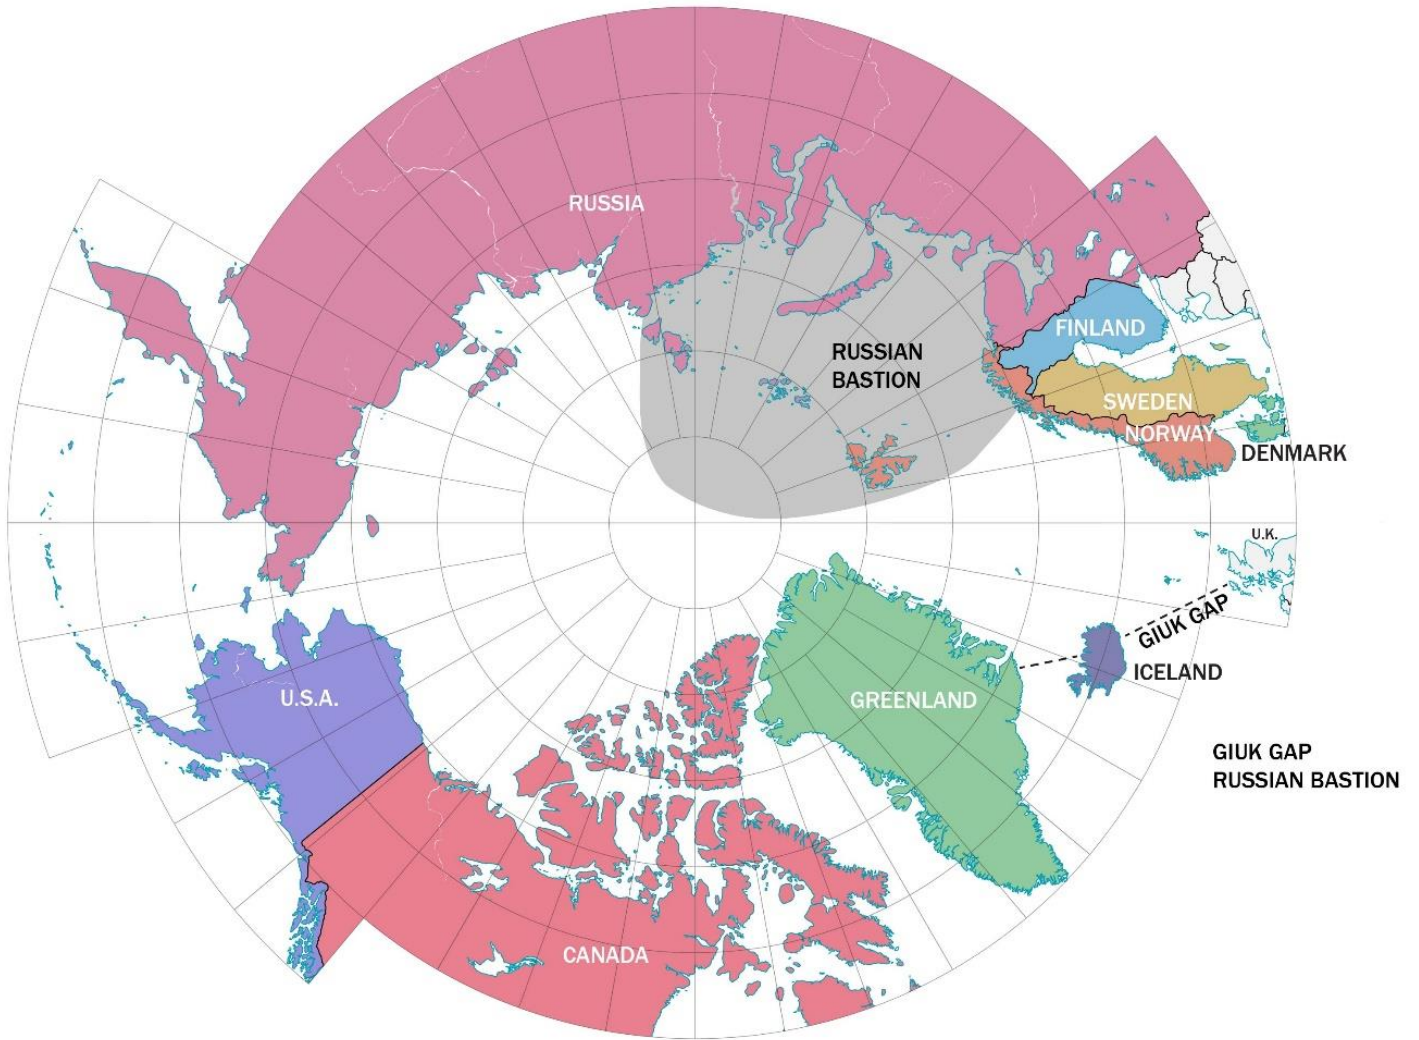 RUSSIA
FINLAND
RUSSIAN
BASTION
SWEDEN
NORWAY
DENMARK
U.K.
GIUK GAP
ICELAND
U.S.A.
GREENLAND
GIUK GAP
RUSSIAN BASTION
CANADA